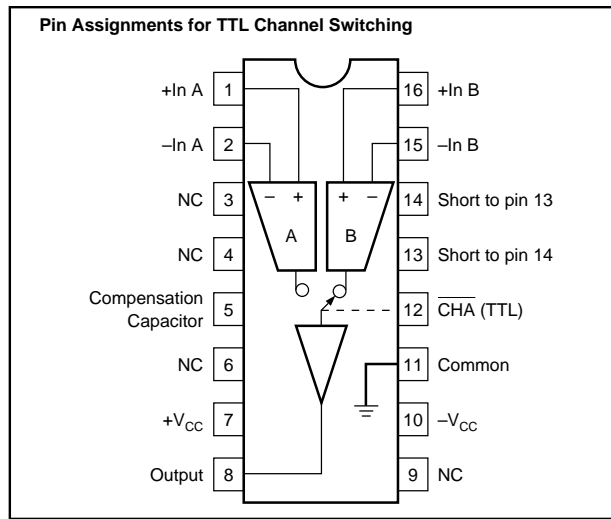 Pin Assignments for TTL Channel Switching
+In A 1 16 +In B
–In A 2 15 –In B
NC 3 – + + – 14 Short to pin 13
A B
NC 4 13 Short to pin 14
Compensation
Capacitor 5 12 C̅H̅A̅ (TTL)
NC 6 11 Common
+VCC 7 10 –VCC
Output 8 9 NC